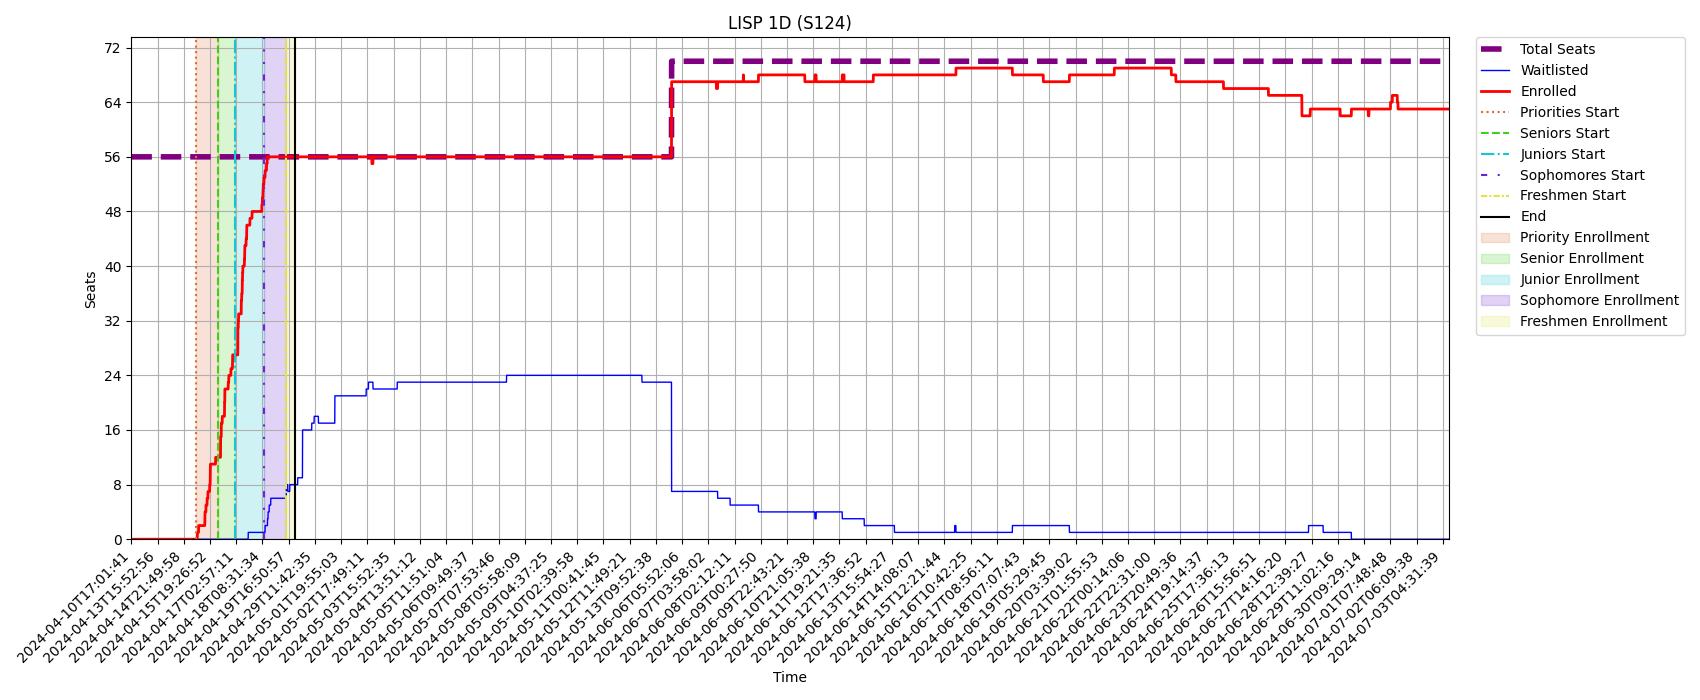 LISP 1D (S124)
72
64
56
48
40
32
24
16
8
0
Seats
2024-04-10T17:01:41
2024-04-13T15:52:56
2024-04-14T21:49:58
2024-04-15T19:26:52
2024-04-17T02:57:11
2024-04-18T08:31:34
2024-04-19T16:50:57
2024-04-29T11:42:35
2024-05-01T19:55:03
2024-05-02T17:49:11
2024-05-03T15:52:35
2024-05-04T13:51:12
2024-05-05T11:51:04
2024-05-06T09:49:37
2024-05-07T07:53:46
2024-05-08T05:58:09
2024-05-09T04:37:25
2024-05-10T02:39:58
2024-05-11T00:41:45
2024-05-12T11:49:21
2024-05-13T09:52:38
2024-06-06T05:52:06
2024-06-07T03:58:02
2024-06-08T02:12:11
2024-06-09T00:27:50
2024-06-09T22:43:21
2024-06-10T21:05:38
2024-06-11T19:21:35
2024-06-12T17:36:52
2024-06-13T15:54:27
2024-06-14T14:08:07
2024-06-15T12:21:44
2024-06-16T10:42:25
2024-06-17T08:56:11
2024-06-18T07:07:43
2024-06-19T05:29:45
2024-06-20T03:39:02
2024-06-21T01:55:53
2024-06-22T00:14:06
2024-06-22T22:31:00
2024-06-23T20:49:36
2024-06-24T19:14:37
2024-06-25T17:36:13
2024-06-26T15:56:51
2024-06-27T14:16:20
2024-06-28T12:39:27
2024-06-29T11:02:16
2024-06-30T09:29:14
2024-07-01T07:48:48
2024-07-02T06:09:38
2024-07-03T04:31:39
Time
Total Seats
Waitlisted
Enrolled
Priorities Start
Seniors Start
Juniors Start
Sophomores Start
Freshmen Start
End
Priority Enrollment
Senior Enrollment
Junior Enrollment
Sophomore Enrollment
Freshmen Enrollment